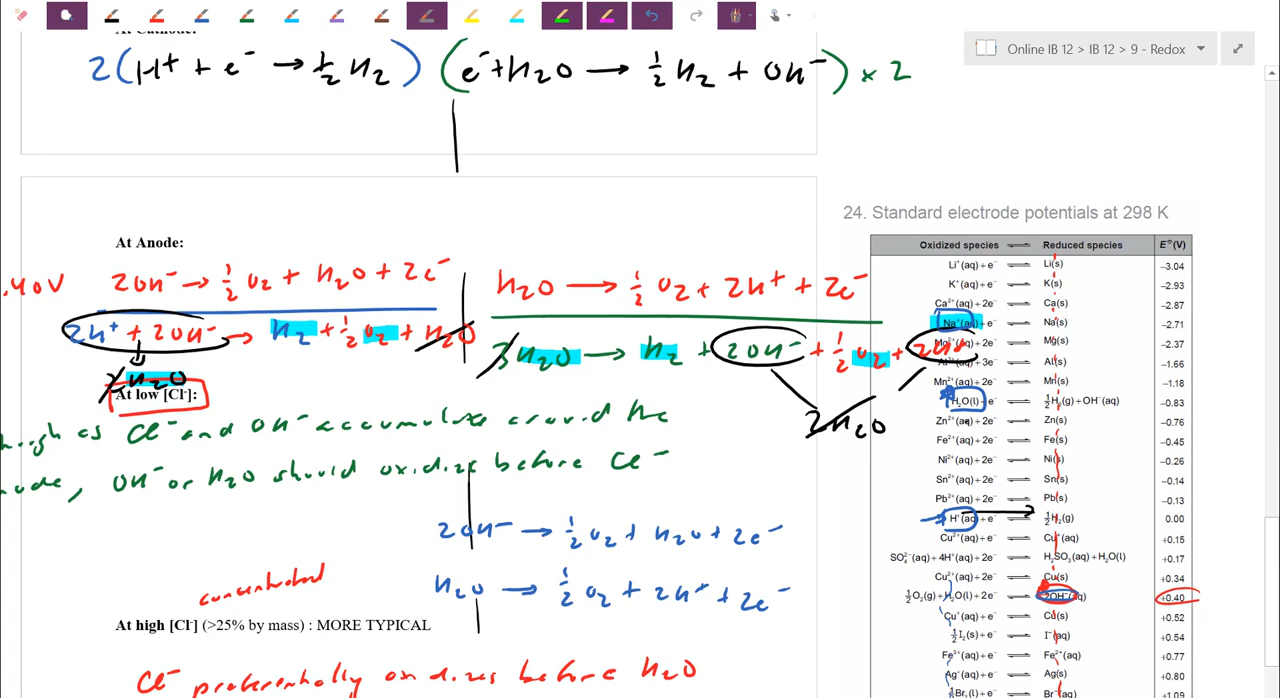 At Cathode:
Online IB 12 > IB 12 > 9 - Redox
2(H⁺ + e⁻ → ½H₂) (e⁻ + H₂O → ½H₂ + OH⁻) × 2
At Anode:
.40V 2OH⁻ → ½O₂ + H₂O + 2e⁻
H₂O → ½O₂ + 2H⁺ + 2e⁻
2H⁺ + 2OH⁻ → H₂ + ½O₂ + H₂O
3H₂O → H₂ + 2OH⁻ + ½O₂ + 2H⁺
H₂O
2H₂O
At low [Cl⁻]:
as Cl⁻ and OH⁻ accumulate around the
OH⁻ or H₂O should oxidize before Cl⁻
2OH⁻ → ½O₂ + H₂O + 2e⁻
H₂O → ½O₂ + 2H⁺ + 2e⁻
concentrated
At high [Cl⁻] (>25% by mass) : MORE TYPICAL
Cl⁻ preferentially oxidizes before H₂O
24. Standard electrode potentials at 298 K
Oxidized species ⇌ Reduced species E⊖(V)
Li⁺(aq) + e⁻ ⇌ Li(s) −3.04
K⁺(aq) + e⁻ ⇌ K(s) −2.93
Ca²⁺(aq) + 2e⁻ ⇌ Ca(s) −2.87
Na⁺(aq) + e⁻ ⇌ Na(s) −2.71
Mg²⁺(aq) + 2e⁻ ⇌ Mg(s) −2.37
Al³⁺(aq) + 3e⁻ ⇌ Al(s) −1.66
Mn²⁺(aq) + 2e⁻ ⇌ Mn(s) −1.18
H₂O(l) + e⁻ ⇌ ½H₂(g) + OH⁻(aq) −0.83
Zn²⁺(aq) + 2e⁻ ⇌ Zn(s) −0.76
Fe²⁺(aq) + 2e⁻ ⇌ Fe(s) −0.45
Ni²⁺(aq) + 2e⁻ ⇌ Ni(s) −0.26
Sn²⁺(aq) + 2e⁻ ⇌ Sn(s) −0.14
Pb²⁺(aq) + 2e⁻ ⇌ Pb(s) −0.13
H⁺(aq) + e⁻ ⇌ ½H₂(g) 0.00
Cu²⁺(aq) + e⁻ ⇌ Cu⁺(aq) +0.15
SO₄²⁻(aq) + 4H⁺(aq) + 2e⁻ ⇌ H₂SO₃(aq) + H₂O(l) +0.17
Cu²⁺(aq) + 2e⁻ ⇌ Cu(s) +0.34
½O₂(g) + H₂O(l) + 2e⁻ ⇌ 2OH⁻(aq) +0.40
Cu⁺(aq) + e⁻ ⇌ Cu(s) +0.52
½I₂(s) + e⁻ ⇌ I⁻(aq) +0.54
Fe³⁺(aq) + e⁻ ⇌ Fe²⁺(aq) +0.77
Ag⁺(aq) + e⁻ ⇌ Ag(s) +0.80
½Br₂(l) + e⁻ ⇌ Br⁻(aq) +1.09